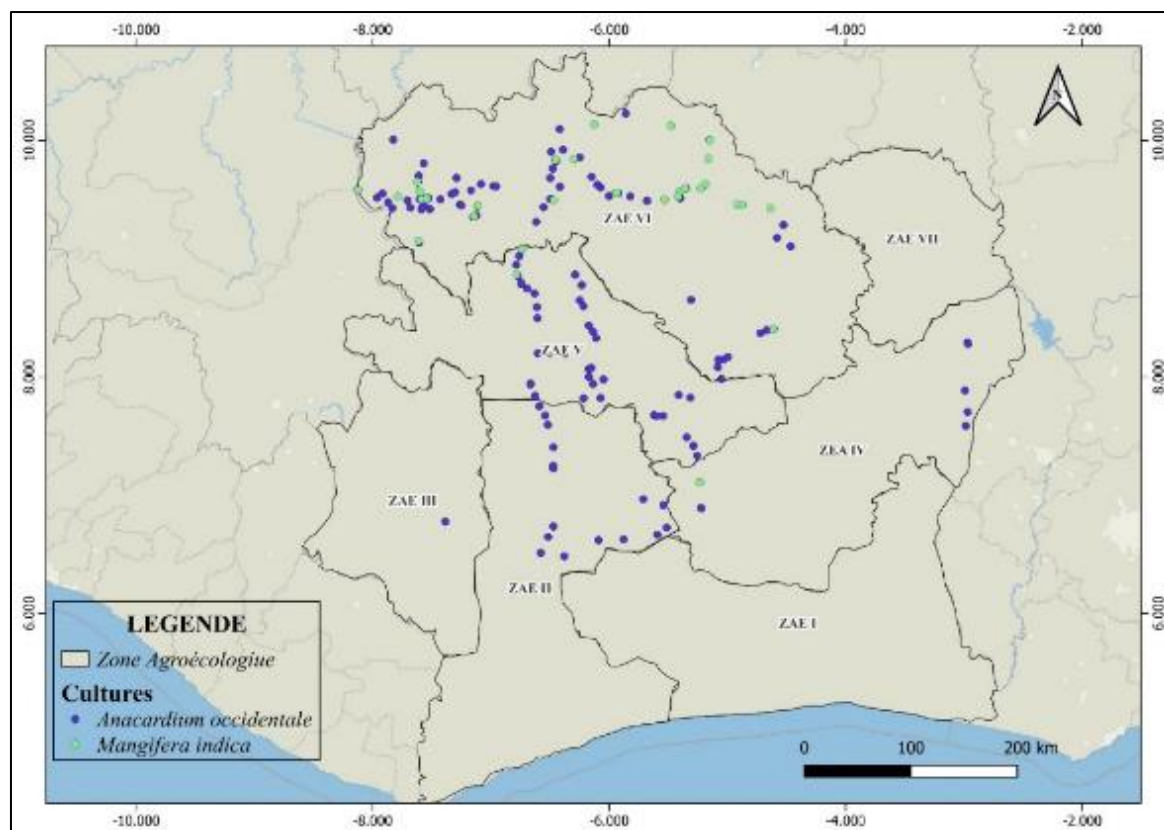 -10.000 -8.000 -6.000 -4.000 -2.000
10.000 10.000
ZAE VI
ZAE VII
ZAE V
8.000 8.000
ZEA IV
ZAE III
ZAE II
ZAE I
6.000 6.000
LEGENDE
Zone Agroécologiue
Cultures
Anacardium occidentale
Mangifera indica
0 100 200 km
-10.000 -8.000 -6.000 -4.000 -2.000